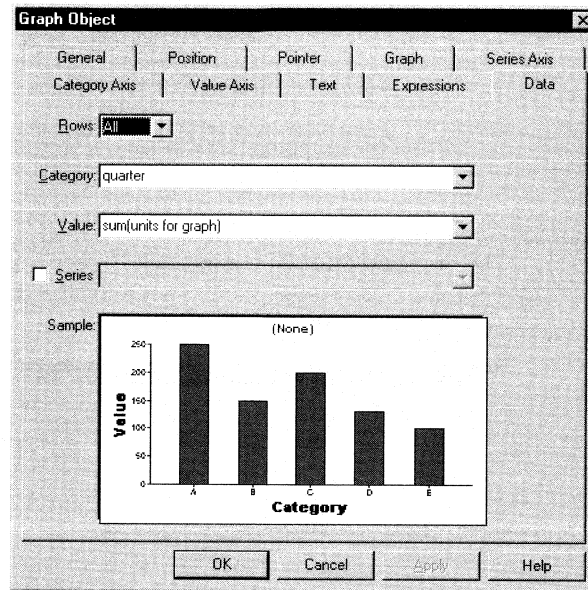 Graph Object
General Position Pointer Graph Series Axis
Category Axis Value Axis Text Expressions Data
Rows: All
Category: quarter
Value: sum(units for graph)
Series
Sample:
(None)
250
200
150
100
50
0
Value
A B C D E
Category
OK Cancel Apply Help